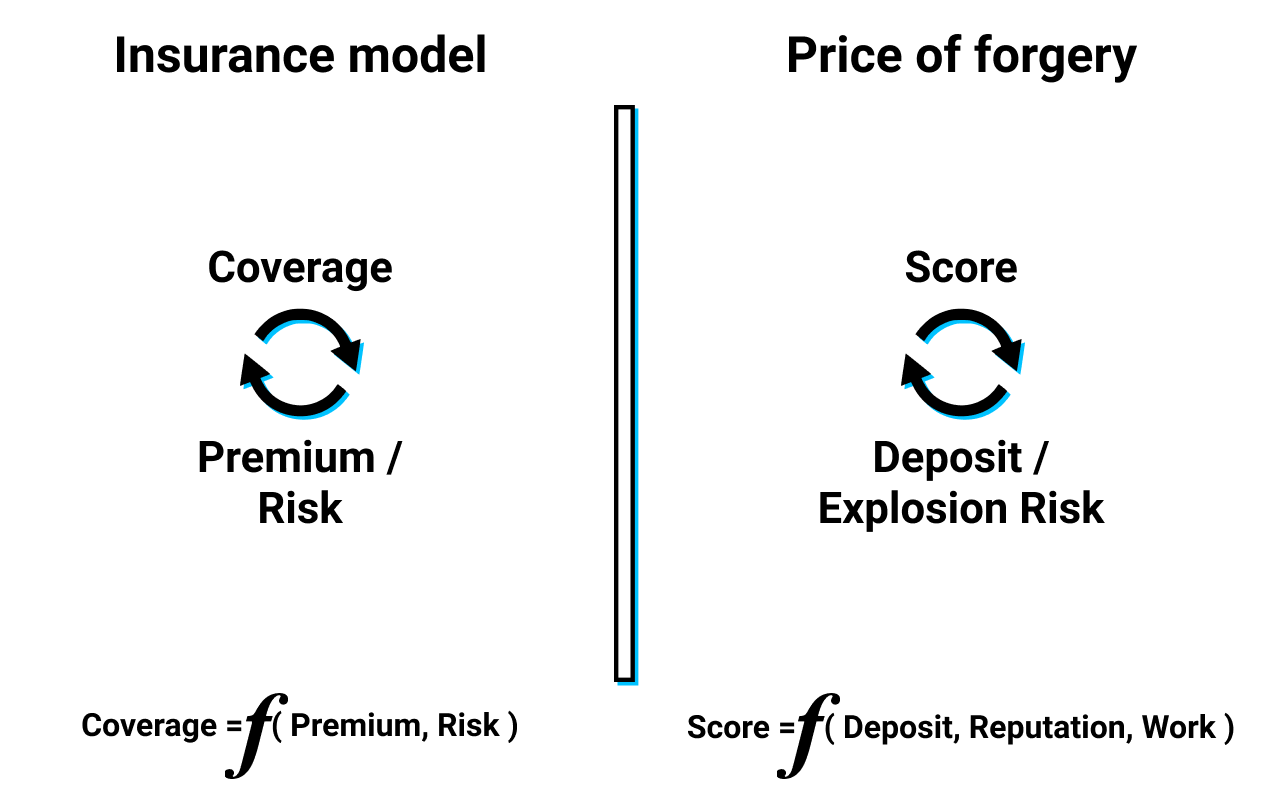 Insurance model
Coverage
Premium /
Risk
Coverage = f ( Premium, Risk )
Price of forgery
Score
Deposit /
Explosion Risk
Score = f ( Deposit, Reputation, Work )